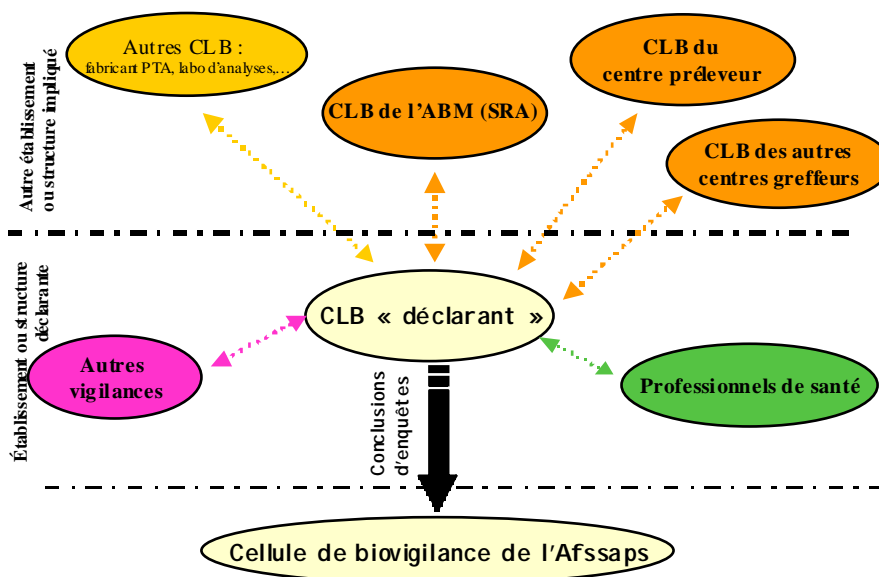 Autres CLB :
fabricant PTA, labo d'analyses,…
CLB du
centre préleveur
CLB de l'ABM (SRA)
CLB des autres
centres greffeurs
Autre établissement
ou structure impliqué
CLB « déclarant »
Établissement ou structure
déclarante
Autres
vigilances
Professionnels de santé
Conclusions
d'enquêtes
Cellule de biovigilance de l'Afssaps